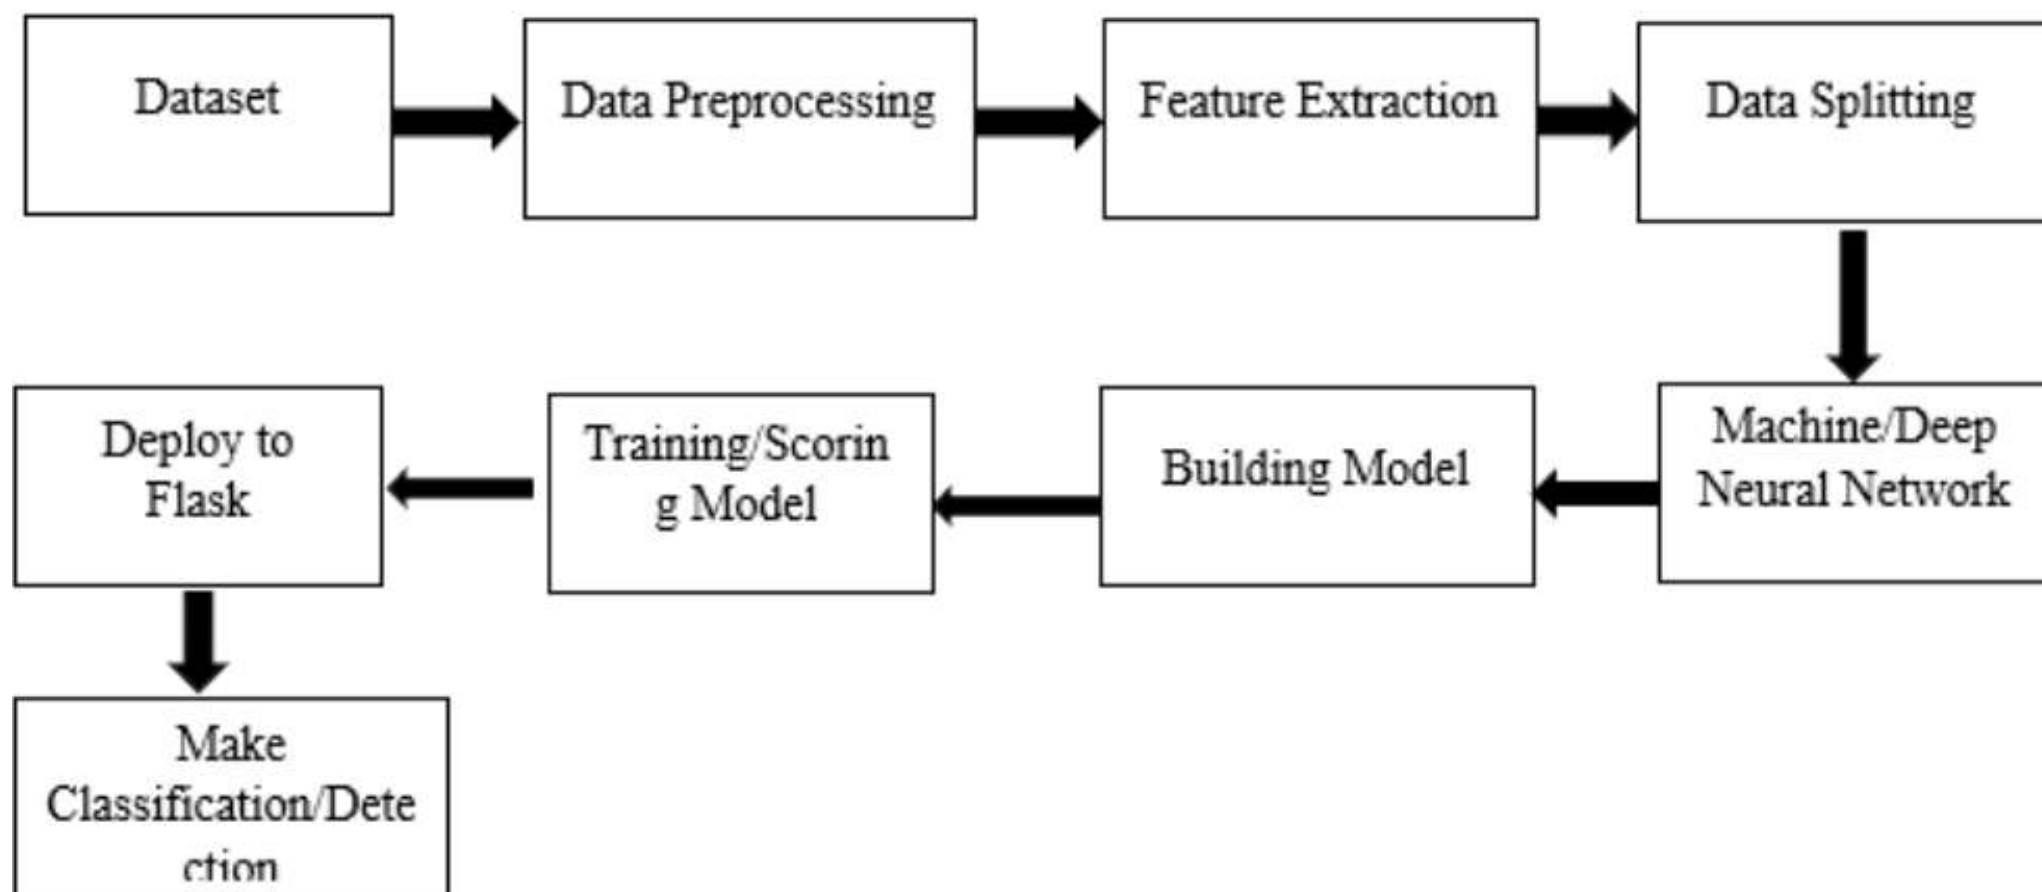 Dataset
Data Preprocessing
Feature Extraction
Data Splitting
Machine/Deep
Neural Network
Building Model
Training/Scorin
g Model
Deploy to
Flask
Make
Classification/Dete
ction